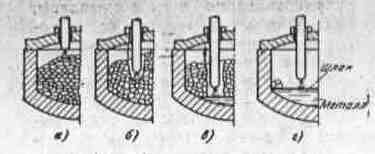 Шлак
Металл
а) б) в) г)